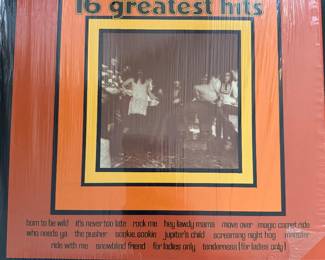 16 greatest hits
born to be wild it's never too late rock me hey lawdy mama move over magic carpet ride
who needs ya the pusher sookie, sookie jupiter's child screaming night hog monster
ride with me snowblind friend for ladies only tenderness (for ladies only)